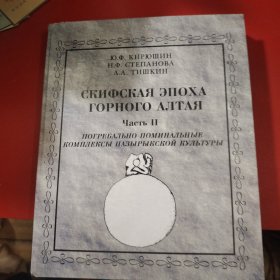 Ю.Ф. КИРЮШИН
Н.Ф. СТЕПАНОВА
А.А. ТИШКИН
СКИФСКАЯ ЭПОХА
ГОРНОГО АЛТАЯ
Часть II
ПОГРЕБАЛЬНО-ПОМИНАЛЬНЫЕ
КОМПЛЕКСЫ ПАЗЫРЫКСКОЙ КУЛЬТУРЫ